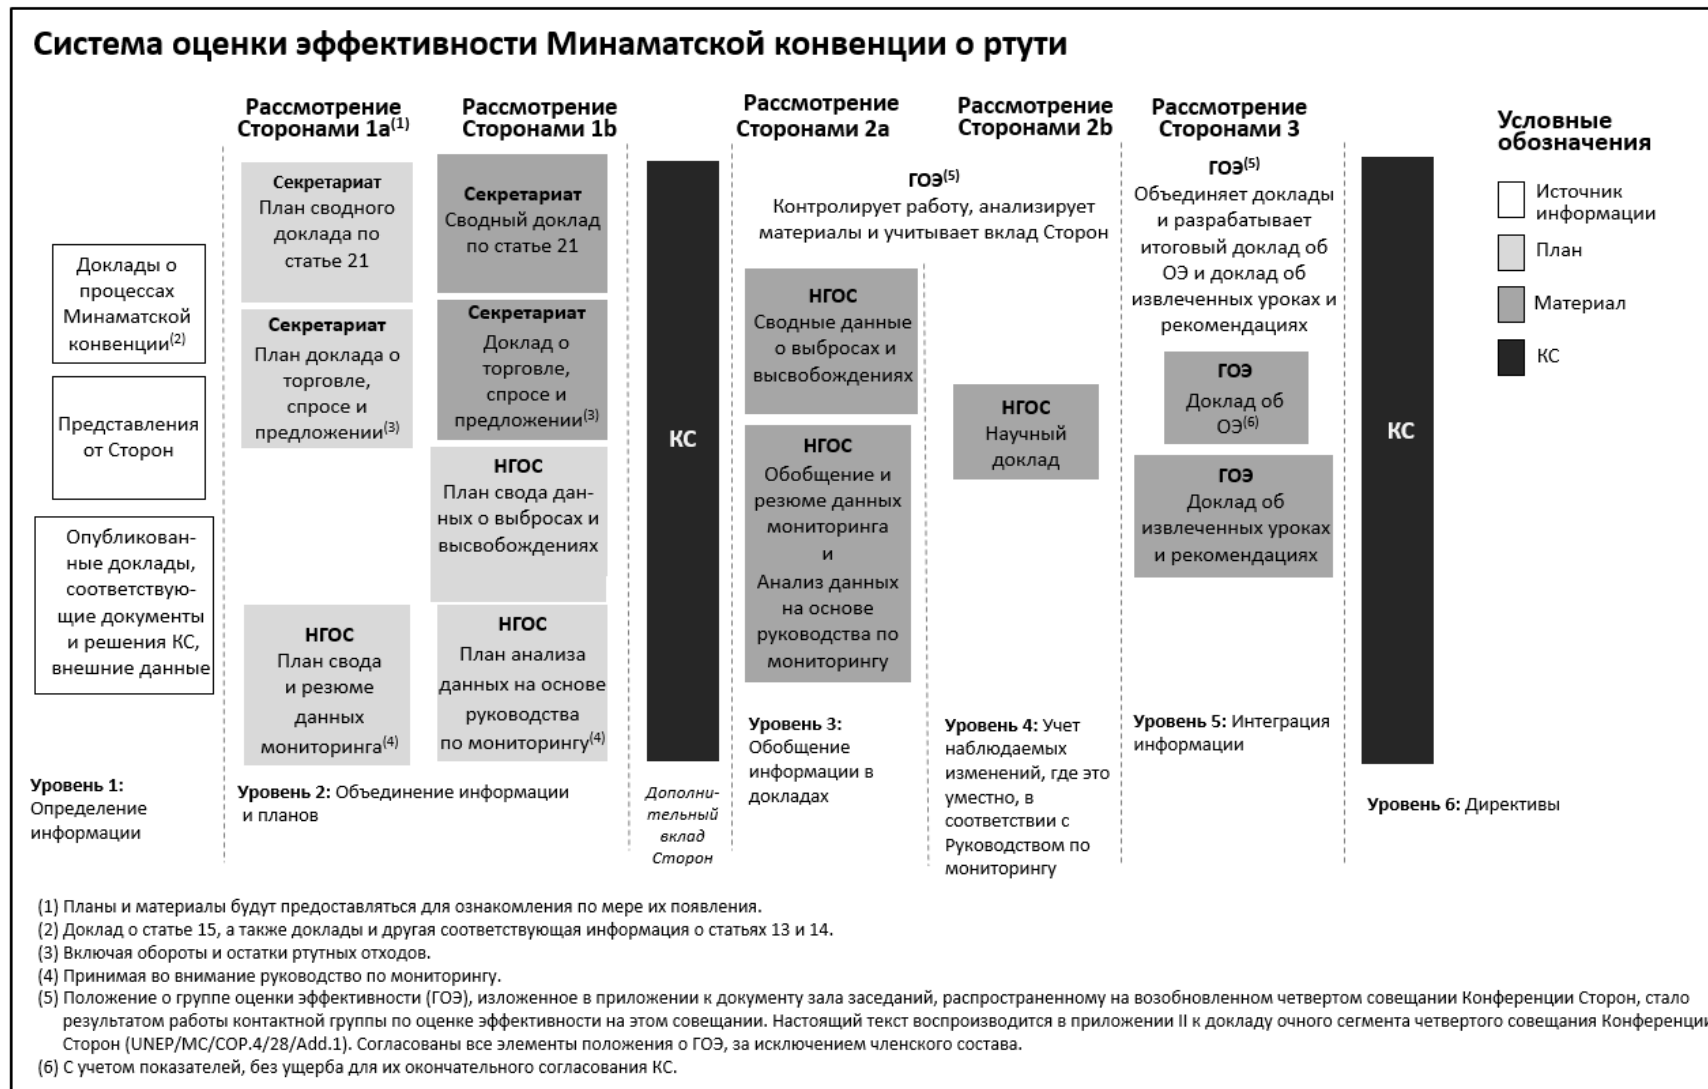 Система оценки эффективности Минаматской конвенции о ртути
Рассмотрение
Сторонами 1a(1)
Рассмотрение
Сторонами 1b
Рассмотрение
Сторонами 2a
Рассмотрение
Сторонами 2b
Рассмотрение
Сторонами 3
Доклады о
процессах
Минаматской
конвенции(2)
Представления
от Сторон
Опубликован-
ные доклады,
соответствую-
щие документы
и решения КС,
внешние данные
Уровень 1:
Определение
информации
Секретариат
План сводного
доклада по
статье 21
Секретариат
План доклада о
торговле,
спросе и
предложении(3)
НГОС
План свода
и резюме
данных
мониторинга(4)
Секретариат
Сводный доклад
по статье 21
Секретариат
Доклад о
торговле,
спросе и
предложении(3)
НГОС
План свода дан-
ных о выбросах и
высвобождениях
НГОС
План анализа
данных на основе
руководства
по мониторингу(4)
Уровень 2: Объединение информации
и планов
КС
Дополни-
тельный
вклад
Сторон
ГОЭ(5)
Контролирует работу, анализирует
материалы и учитывает вклад Сторон
НГОС
Сводные данные
о выбросах и
высвобождениях
НГОС
Обобщение и
резюме данных
мониторинга
и
Анализ данных
на основе
руководства по
мониторингу
Уровень 3:
Обобщение
информации в
докладах
НГОС
Научный
доклад
Уровень 4: Учет
наблюдаемых
изменений, где это
уместно, в
соответствии с
Руководством по
мониторингу
ГОЭ(5)
Объединяет доклады
и разрабатывает
итоговый доклад об
ОЭ и доклад об
извлеченных уроках и
рекомендациях
ГОЭ
Доклад об
ОЭ(6)
ГОЭ
Доклад об
извлеченных уроках
и рекомендациях
Уровень 5: Интеграция
информации
КС
Уровень 6: Директивы
Условные
обозначения
Источник
информации
План
Материал
КС
(1) Планы и материалы будут предоставляться для ознакомления по мере их появления.
(2) Доклад о статье 15, а также доклады и другая соответствующая информация о статьях 13 и 14.
(3) Включая обороты и остатки ртутных отходов.
(4) Принимая во внимание руководство по мониторингу.
(5) Положение о группе оценки эффективности (ГОЭ), изложенное в приложении к документу зала заседаний, распространенному на возобновленном четвертом совещании Конференции Сторон, стало
результатом работы контактной группы по оценке эффективности на этом совещании. Настоящий текст воспроизводится в приложении II к докладу очного сегмента четвертого совещания Конференции
Сторон (UNEP/MC/COP.4/28/Add.1). Согласованы все элементы положения о ГОЭ, за исключением членского состава.
(6) С учетом показателей, без ущерба для их окончательного согласования КС.